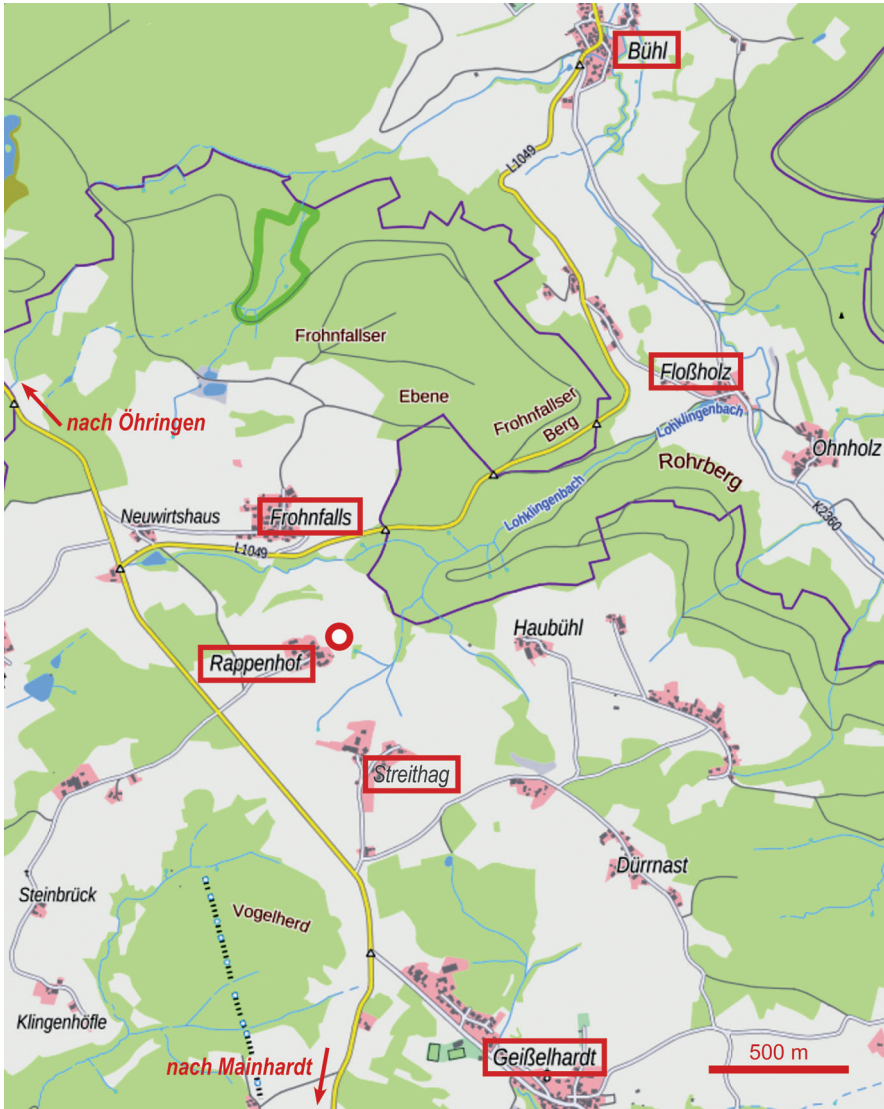 Bühl
L1049
Frohnfallser
Ebene
Floßholz
nach Öhringen
Frohnfallser
Berg
Lohklingenbach
Ohnholz
Rohrberg
Neuwirtshaus
Frohnfalls
Lohklingenbach
K2360
L1049
Haubühl
Rappenhof
Streithag
Dürrnast
Steinbrück
Vogelherd
Klingenhöfle
nach Mainhardt
Geißelhardt
500 m